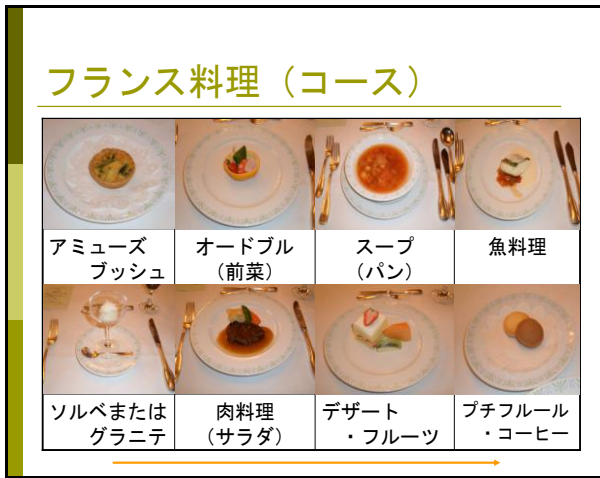 フランス料理（コース）
アミューズ
ブッシュ
オードブル
（前菜）
スープ
（パン）
魚料理
ソルベまたは
グラニテ
肉料理
（サラダ）
デザート
・フルーツ
プチフルール
・コーヒー